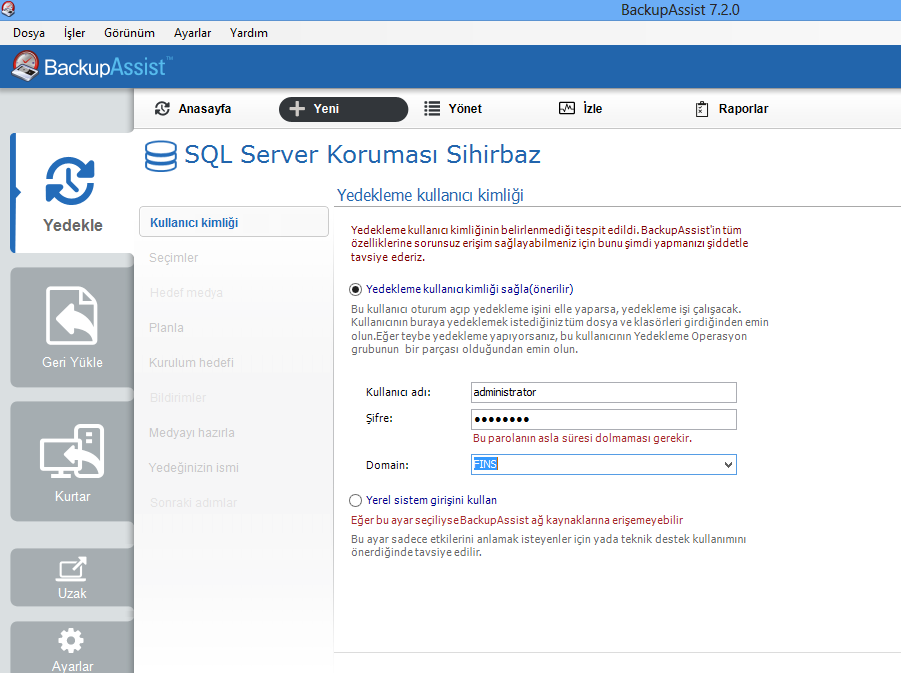 BackupAssist 7.2.0
Dosya İşler Görünüm Ayarlar Yardım
BackupAssist™
Anasayfa Yeni Yönet İzle Raporlar
SQL Server Koruması Sihirbaz
Yedekleme kullanıcı kimliği
Yedekle
Geri Yükle
Kurtar
Uzak
Ayarlar
Kullanıcı kimliği
Seçimler
Hedef medya
Planla
Kurulum hedefi
Bildirimler
Medyayı hazırla
Yedeğinizin ismi
Sonraki adımlar
Yedekleme kullanıcı kimliğinin belirlenmediği tespit edildi. BackupAssist'in tüm
özelliklerine sorunsuz erişim sağlayabilmeniz için bunu şimdi yapmanızı şiddetle
tavsiye ederiz.
Yedekleme kullanıcı kimliği sağla(önerilir)
Bu kullanıcı oturum açıp yedekleme işini elle yaparsa, yedekleme işi çalışacak.
Kullanıcının buraya yedeklemek istediğiniz tüm dosya ve klasörleri girdiğinden emin
olun.Eğer teybe yedekleme yapıyorsanız, bu kullanıcının Yedekleme Operasyon
grubunun bir parçası olduğundan emin olun.
Kullanıcı adı: administrator
Şifre: ●●●●●●●●
Bu parolanın asla süresi dolmaması gerekir.
Domain: FINS
Yerel sistem girişini kullan
Eğer bu ayar seçiliyse BackupAssist ağ kaynaklarına erişemeyebilir
Bu ayar sadece etkilerini anlamak isteyenler için yada teknik destek kullanımını
önerdiğinde tavsiye edilir.